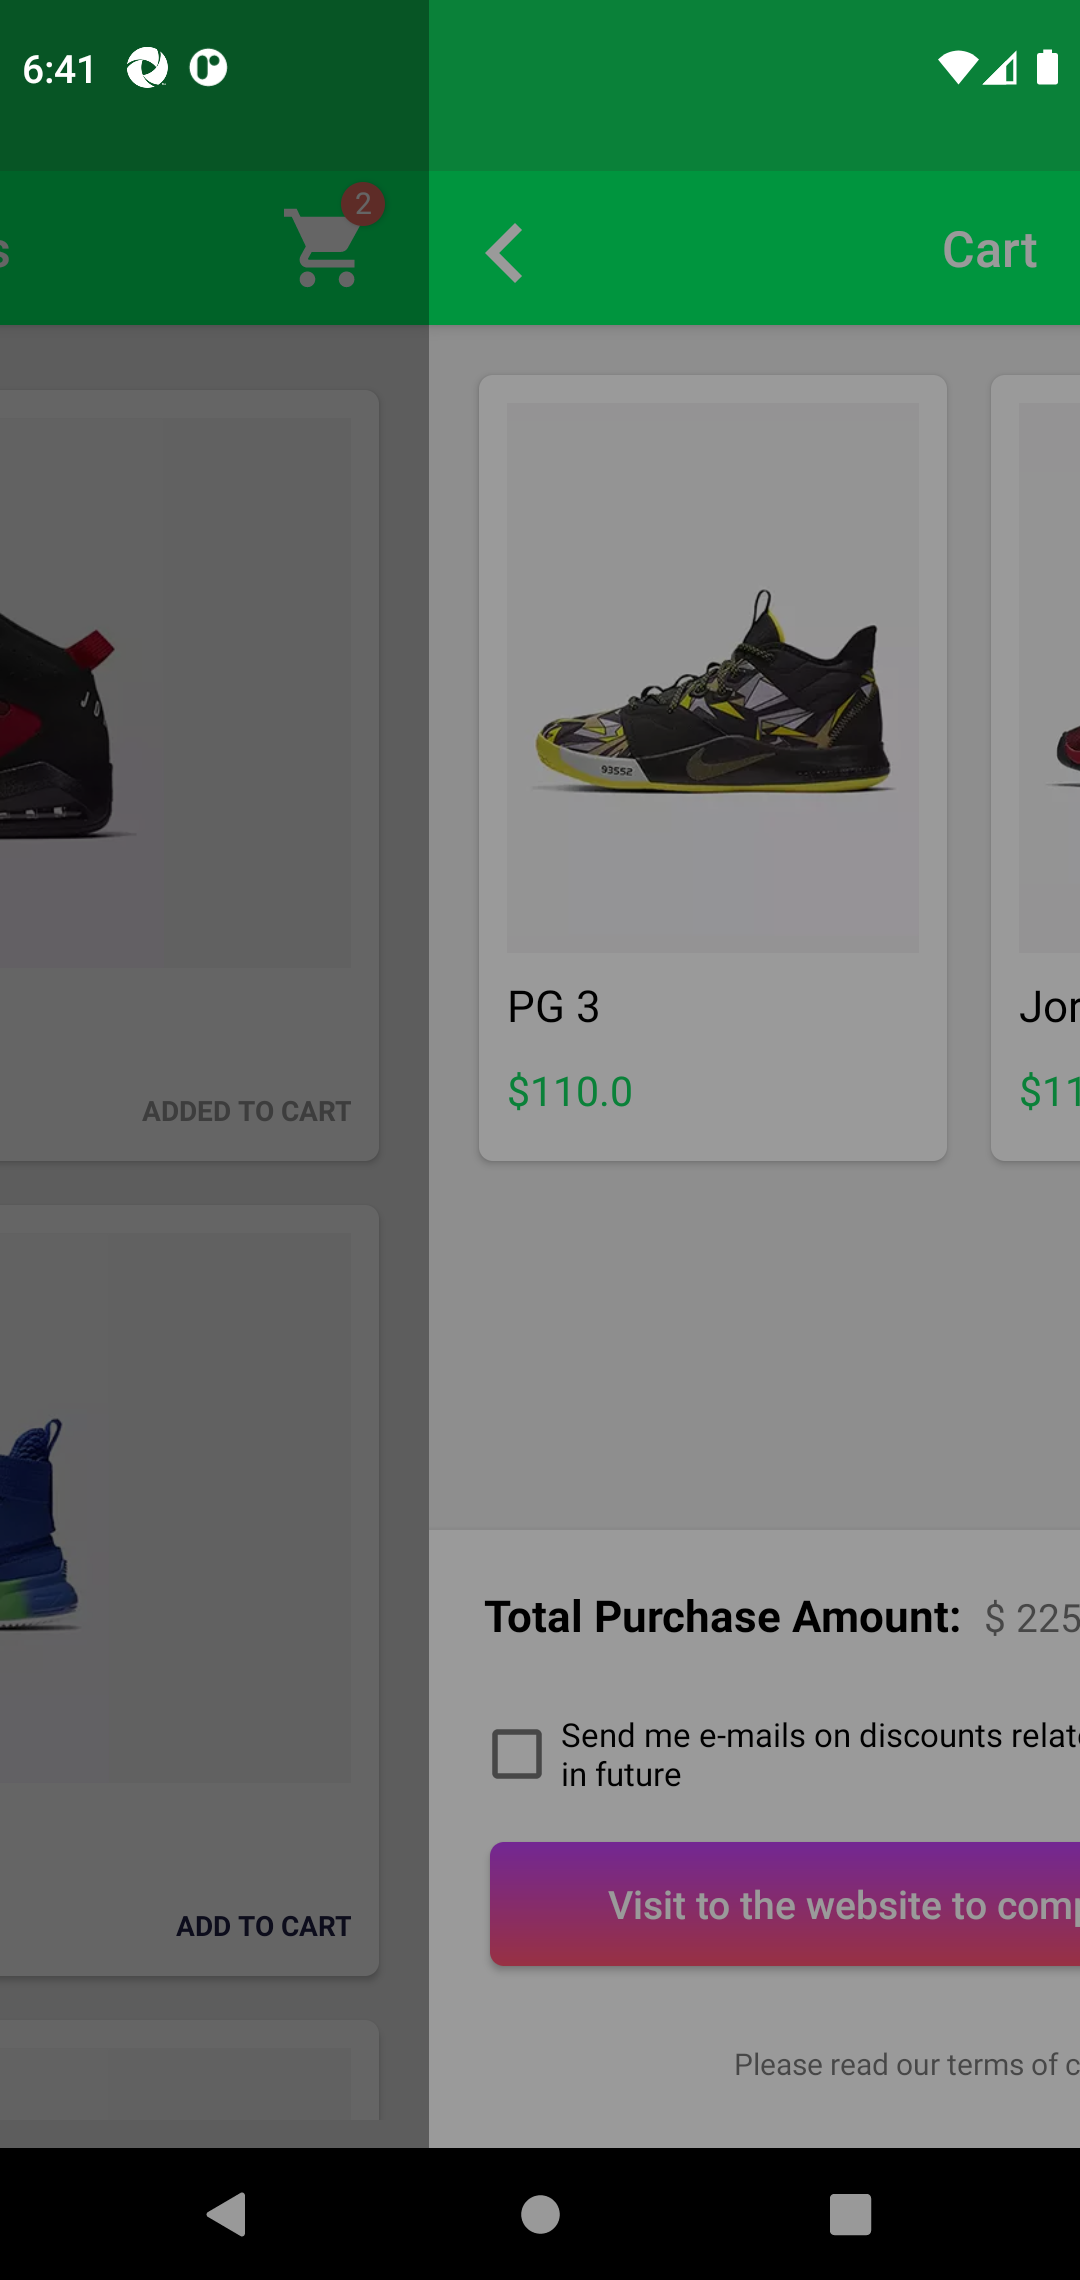 6:41
s
2
Cart
93552
PG 3
Jor
$110.0
$11
ADDED TO CART
ADD TO CART
Total Purchase Amount: $ 225
Send me e-mails on discounts relate
in future
Visit to the website to comp
Please read our terms of c